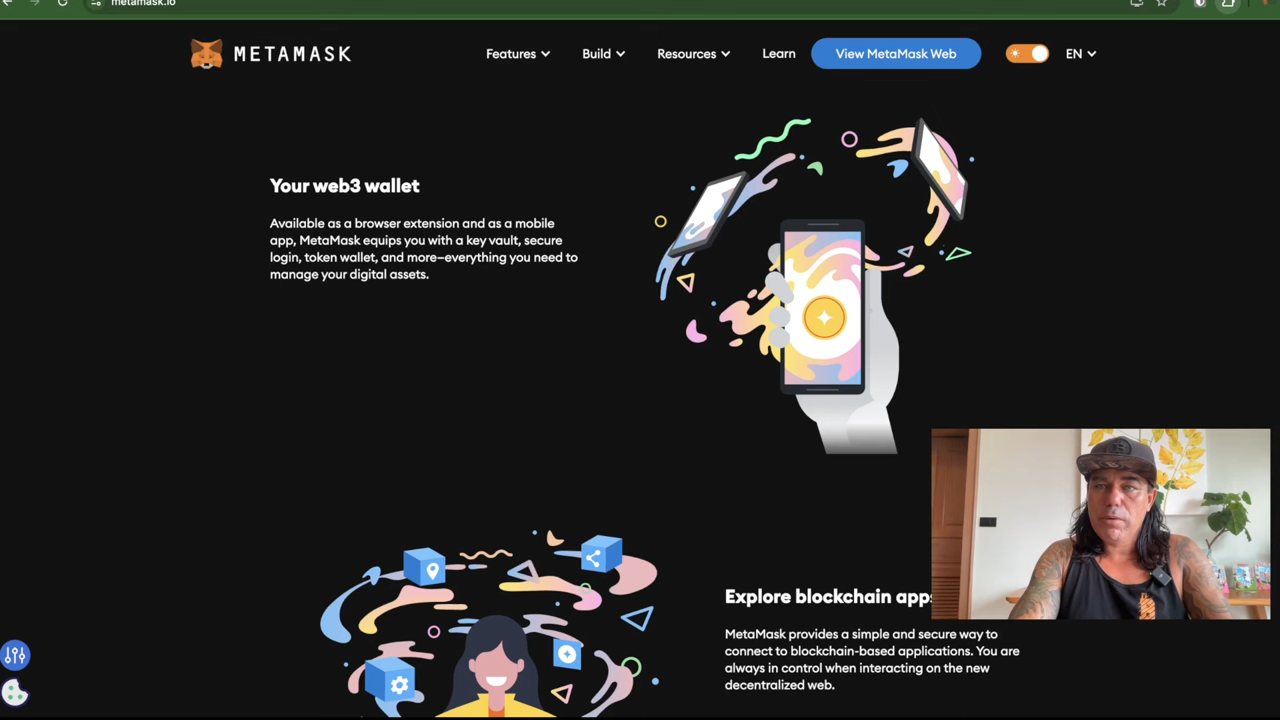 metamask.io
METAMASK
Features
Build
Resources
Learn
View MetaMask Web
EN
Your web3 wallet
Available as a browser extension and as a mobile
app, MetaMask equips you with a key vault, secure
login, token wallet, and more—everything you need to
manage your digital assets.
Explore blockchain apps
MetaMask provides a simple and secure way to
connect to blockchain-based applications. You are
always in control when interacting on the new
decentralized web.